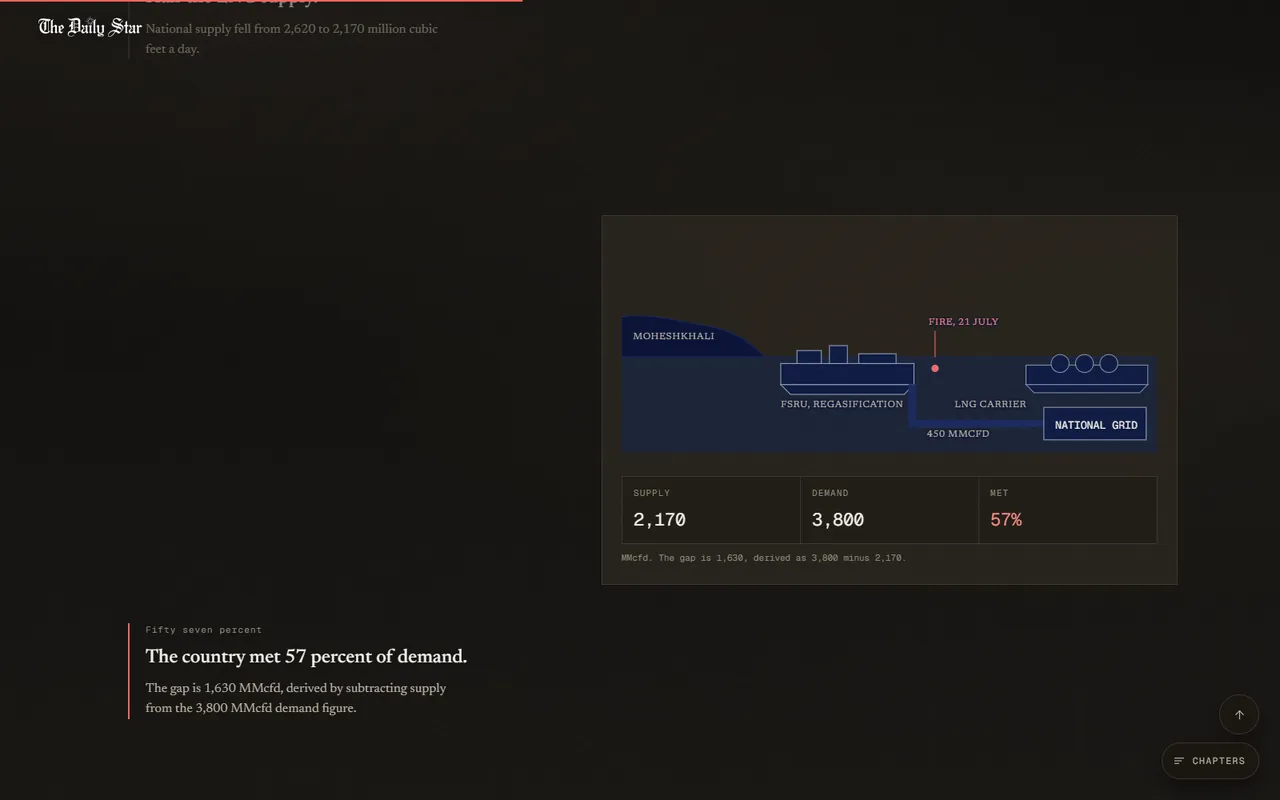 The Daily Star
National supply fell from 2,620 to 2,170 million cubic
feet a day.
MOHESHKHALI
FIRE, 21 JULY
FSRU, REGASIFICATION
LNG CARRIER
450 MMCFD
NATIONAL GRID
SUPPLY
2,170
DEMAND
3,800
MET
57%
MMcfd. The gap is 1,630, derived as 3,800 minus 2,170.
Fifty seven percent
The country met 57 percent of demand.
The gap is 1,630 MMcfd, derived by subtracting supply
from the 3,800 MMcfd demand figure.
CHAPTERS